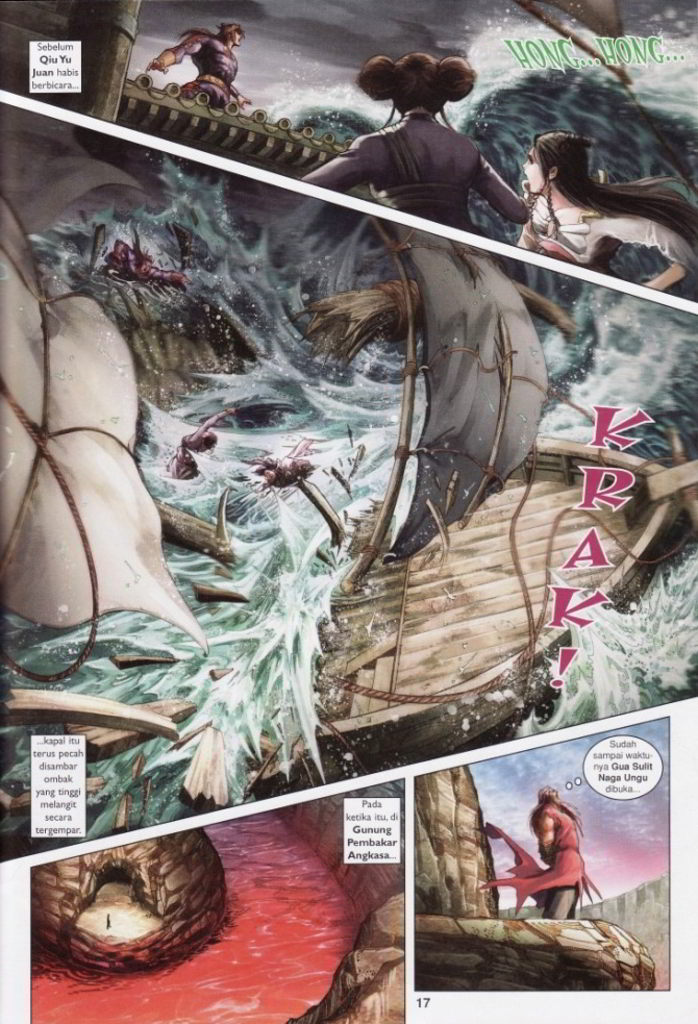 Sebelum
Qiu Yu
Juan habis
berbicara...
HONG...HONG...
KRAK!
...kapal itu
terus pecah
disambar
ombak
yang tinggi
melangit
secara
tergempar.
Pada
ketika itu, di
Gunung
Pembakar
Angkasa...
Sudah
sampai waktu-
nya Gua Sulit
Naga Ungu
dibuka...
17